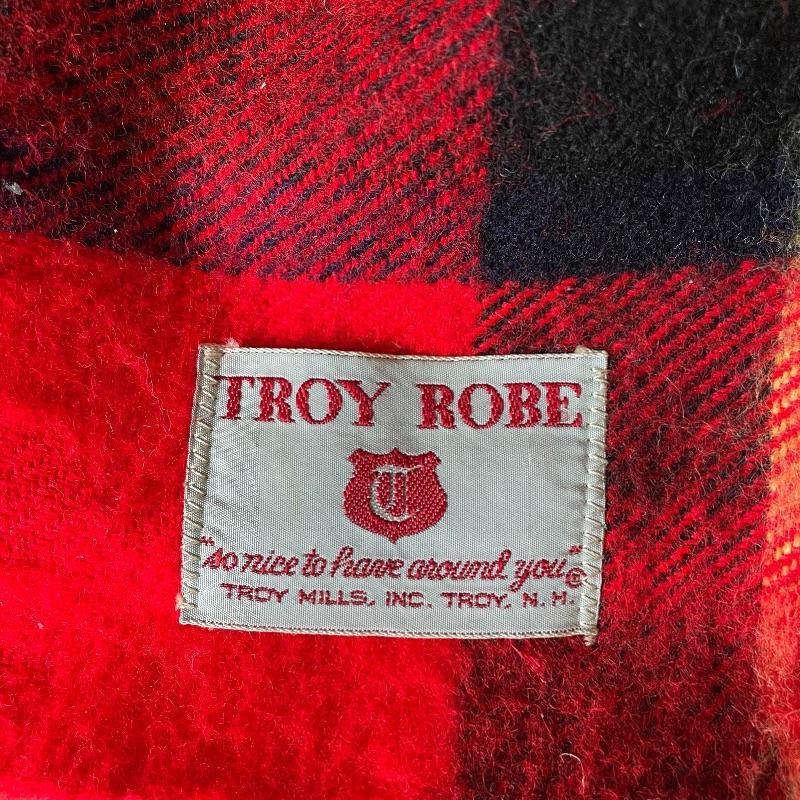 TROY ROBE
T
"so nice to have around you"®
TROY MILLS, INC. TROY, N. H.